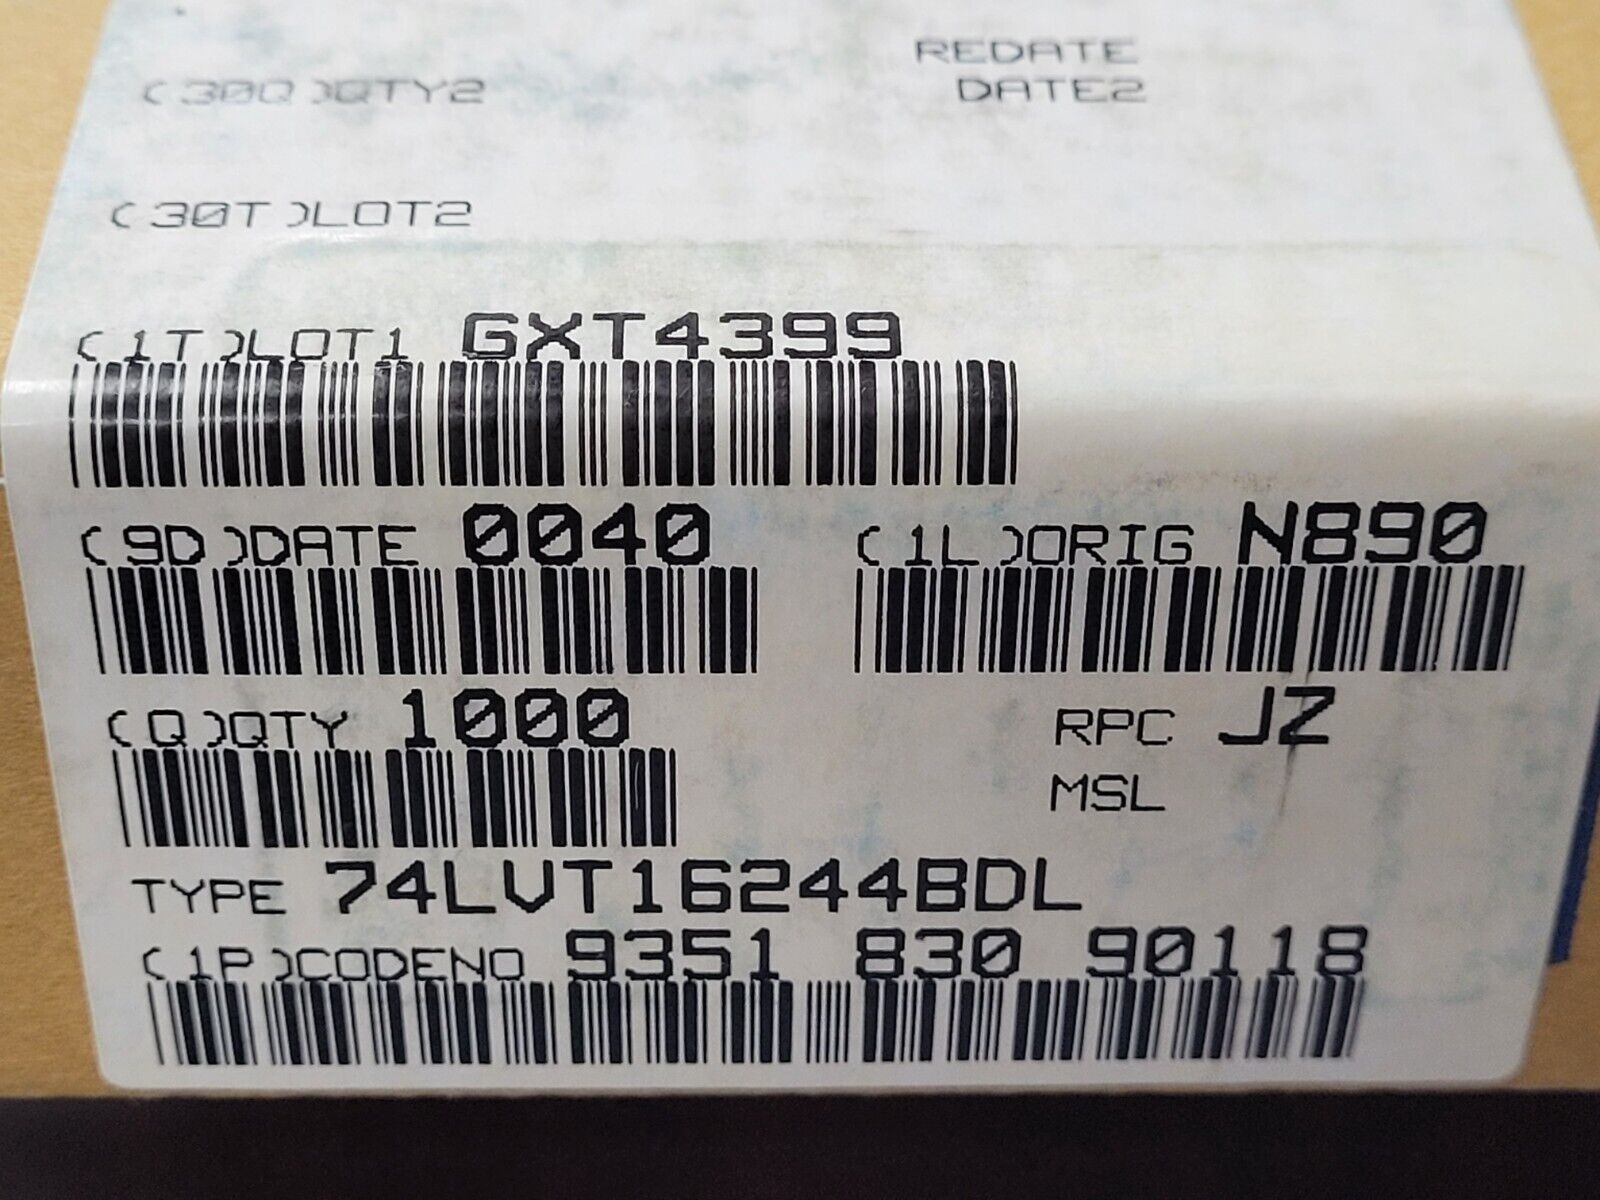 REDATE
(30Q)QTY2 DATE2
(30T)LOT2
(1T)LOT1 GXT4399
(9D)DATE 0040 (1L)ORIG N890
(Q)QTY 1000 RPC JZ
MSL
TYPE 74LVT16244BDL
(1P)CODENO 9351 830 90118